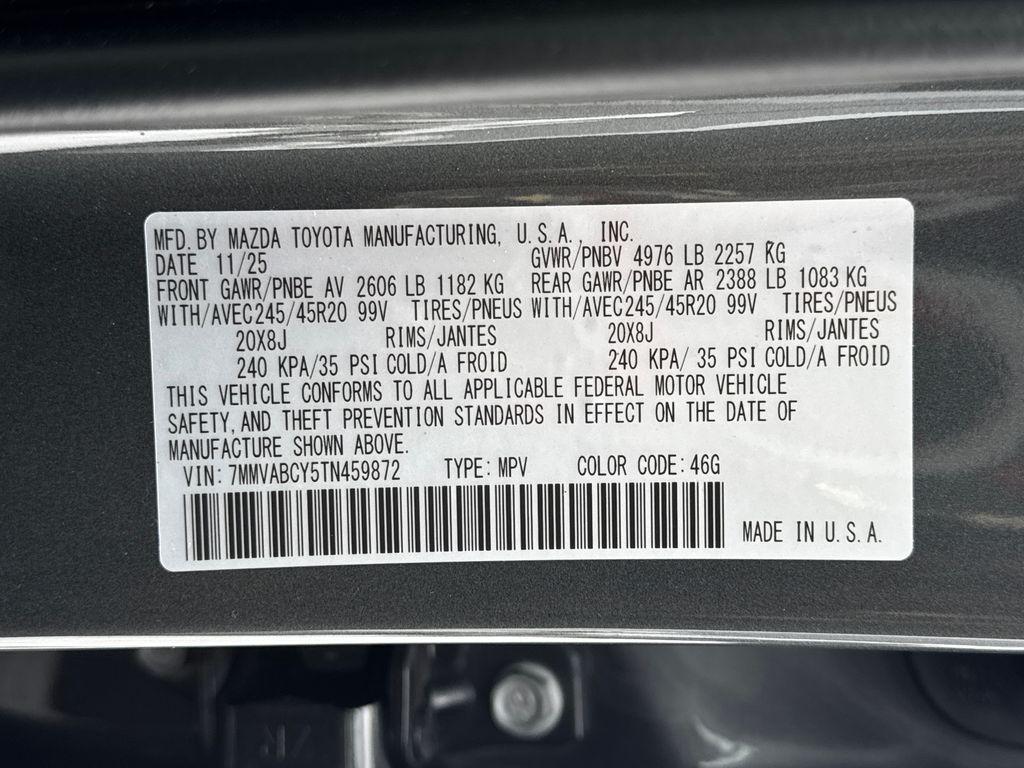 MFD. BY MAZDA TOYOTA MANUFACTURING, U. S. A. , INC.
DATE 11/25 GVWR/PNBV 4976 LB 2257 KG
FRONT GAWR/PNBE AV 2606 LB 1182 KG REAR GAWR/PNBE AR 2388 LB 1083 KG
WITH/AVEC245/45R20 99V TIRES/PNEUS WITH/AVEC245/45R20 99V TIRES/PNEUS
20X8J RIMS/JANTES 20X8J RIMS/JANTES
240 KPA/35 PSI COLD/A FROID 240 KPA/ 35 PSI COLD/A FROID
THIS VEHICLE CONFORMS TO ALL APPLICABLE FEDERAL MOTOR VEHICLE
SAFETY, AND THEFT PREVENTION STANDARDS IN EFFECT ON THE DATE OF
MANUFACTURE SHOWN ABOVE.
VIN: 7MMVABCY5TN459872 TYPE: MPV COLOR CODE: 46G
MADE IN U. S. A.